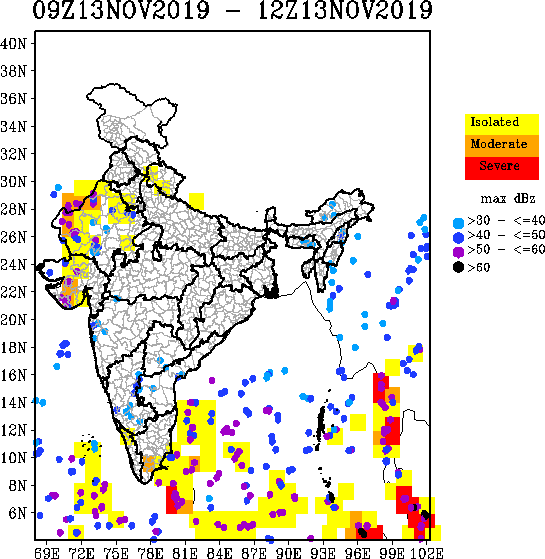 09Z13NOV2019 - 12Z13NOV2019
40N
38N
36N
34N
32N
30N
28N
26N
24N
22N
20N
18N
16N
14N
12N
10N
8N
6N
69E 72E 75E 78E 81E 84E 87E 90E 93E 96E 99E 102E
Isolated
Moderate
Severe
max dBz
>30 - <=40
>40 - <=50
>50 - <=60
>60